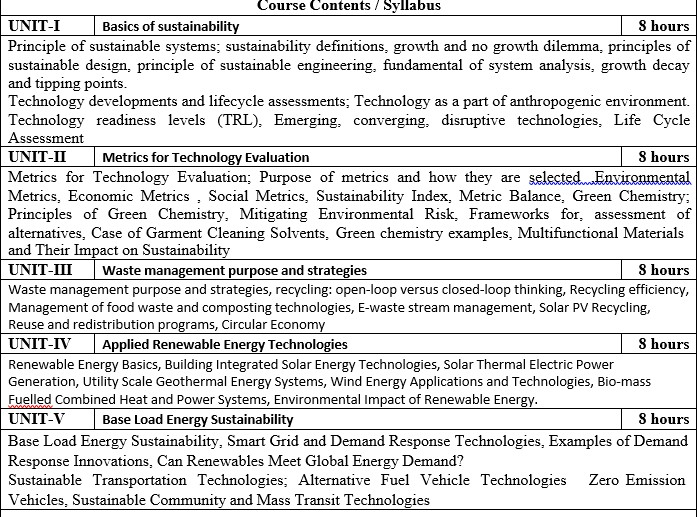 Course Contents / Syllabus
UNIT-I Basics of sustainability 8 hours
Principle of sustainable systems; sustainability definitions, growth and no growth dilemma, principles of
sustainable design, principle of sustainable engineering, fundamental of system analysis, growth decay
and tipping points.
Technology developments and lifecycle assessments; Technology as a part of anthropogenic environment.
Technology readiness levels (TRL), Emerging, converging, disruptive technologies, Life Cycle
Assessment
UNIT-II Metrics for Technology Evaluation 8 hours
Metrics for Technology Evaluation; Purpose of metrics and how they are selected Environmental
Metrics, Economic Metrics , Social Metrics, Sustainability Index, Metric Balance, Green Chemistry;
Principles of Green Chemistry, Mitigating Environmental Risk, Frameworks for, assessment of
alternatives, Case of Garment Cleaning Solvents, Green chemistry examples, Multifunctional Materials
and Their Impact on Sustainability
UNIT-III Waste management purpose and strategies 8 hours
Waste management purpose and strategies, recycling: open-loop versus closed-loop thinking, Recycling efficiency,
Management of food waste and composting technologies, E-waste stream management, Solar PV Recycling,
Reuse and redistribution programs, Circular Economy
UNIT-IV Applied Renewable Energy Technologies 8 hours
Renewable Energy Basics, Building Integrated Solar Energy Technologies, Solar Thermal Electric Power
Generation, Utility Scale Geothermal Energy Systems, Wind Energy Applications and Technologies, Bio-mass
Fuelled Combined Heat and Power Systems, Environmental Impact of Renewable Energy.
UNIT-V Base Load Energy Sustainability 8 hours
Base Load Energy Sustainability, Smart Grid and Demand Response Technologies, Examples of Demand
Response Innovations, Can Renewables Meet Global Energy Demand?
Sustainable Transportation Technologies; Alternative Fuel Vehicle Technologies Zero Emission
Vehicles, Sustainable Community and Mass Transit Technologies